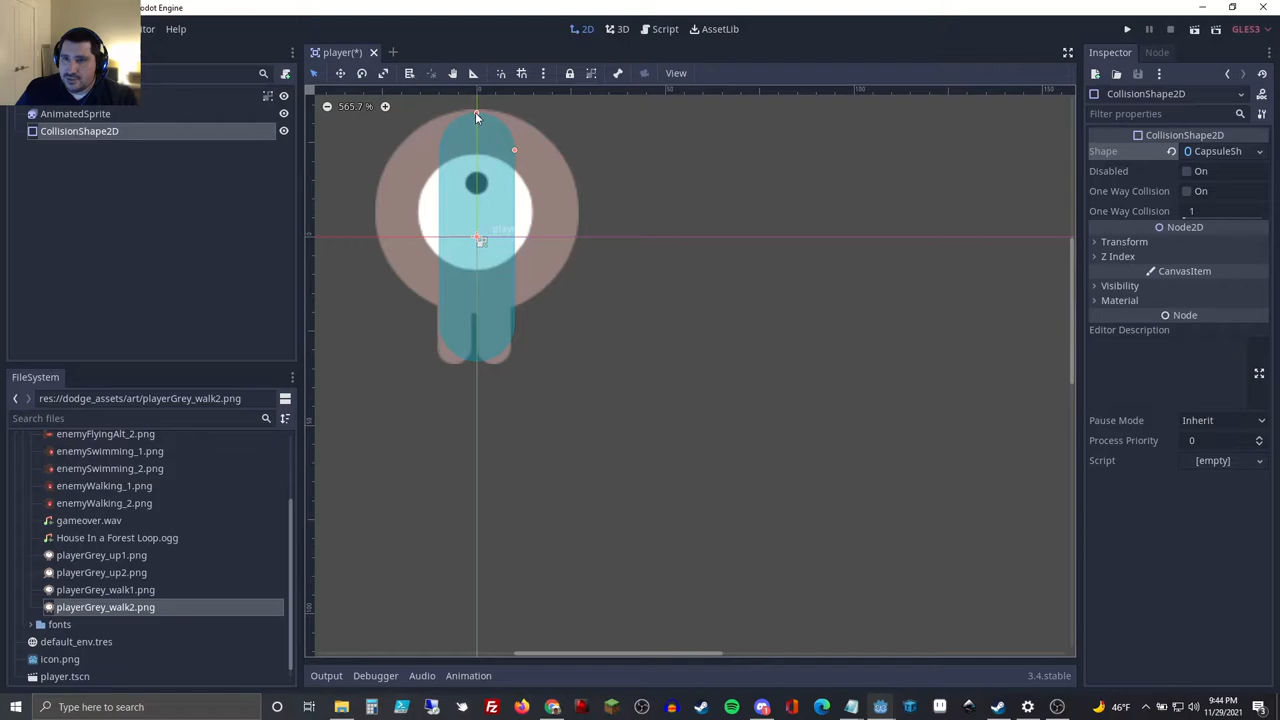 odot Engine
itor Help
2D 3D Script AssetLib
GLES3
player(*)
Inspector Node
View
565.7 %
0 50 100 150
AnimatedSprite
CollisionShape2D
CollisionShape2D
Filter properties
CollisionShape2D
Shape CapsuleSh
Disabled On
One Way Collision On
One Way Collision 1
Node2D
Transform
Z Index
CanvasItem
Visibility
Material
Node
Editor Description
Pause Mode Inherit
Process Priority 0
Script [empty]
FileSystem
res://dodge_assets/art/playerGrey_walk2.png
Search files
enemyFlyingAlt_2.png
enemySwimming_1.png
enemySwimming_2.png
enemyWalking_1.png
enemyWalking_2.png
gameover.wav
House In a Forest Loop.ogg
playerGrey_up1.png
playerGrey_up2.png
playerGrey_walk1.png
playerGrey_walk2.png
fonts
default_env.tres
icon.png
player.tscn
Output Debugger Audio Animation
3.4.stable
Type here to search
46°F
9:44 PM
11/29/2021